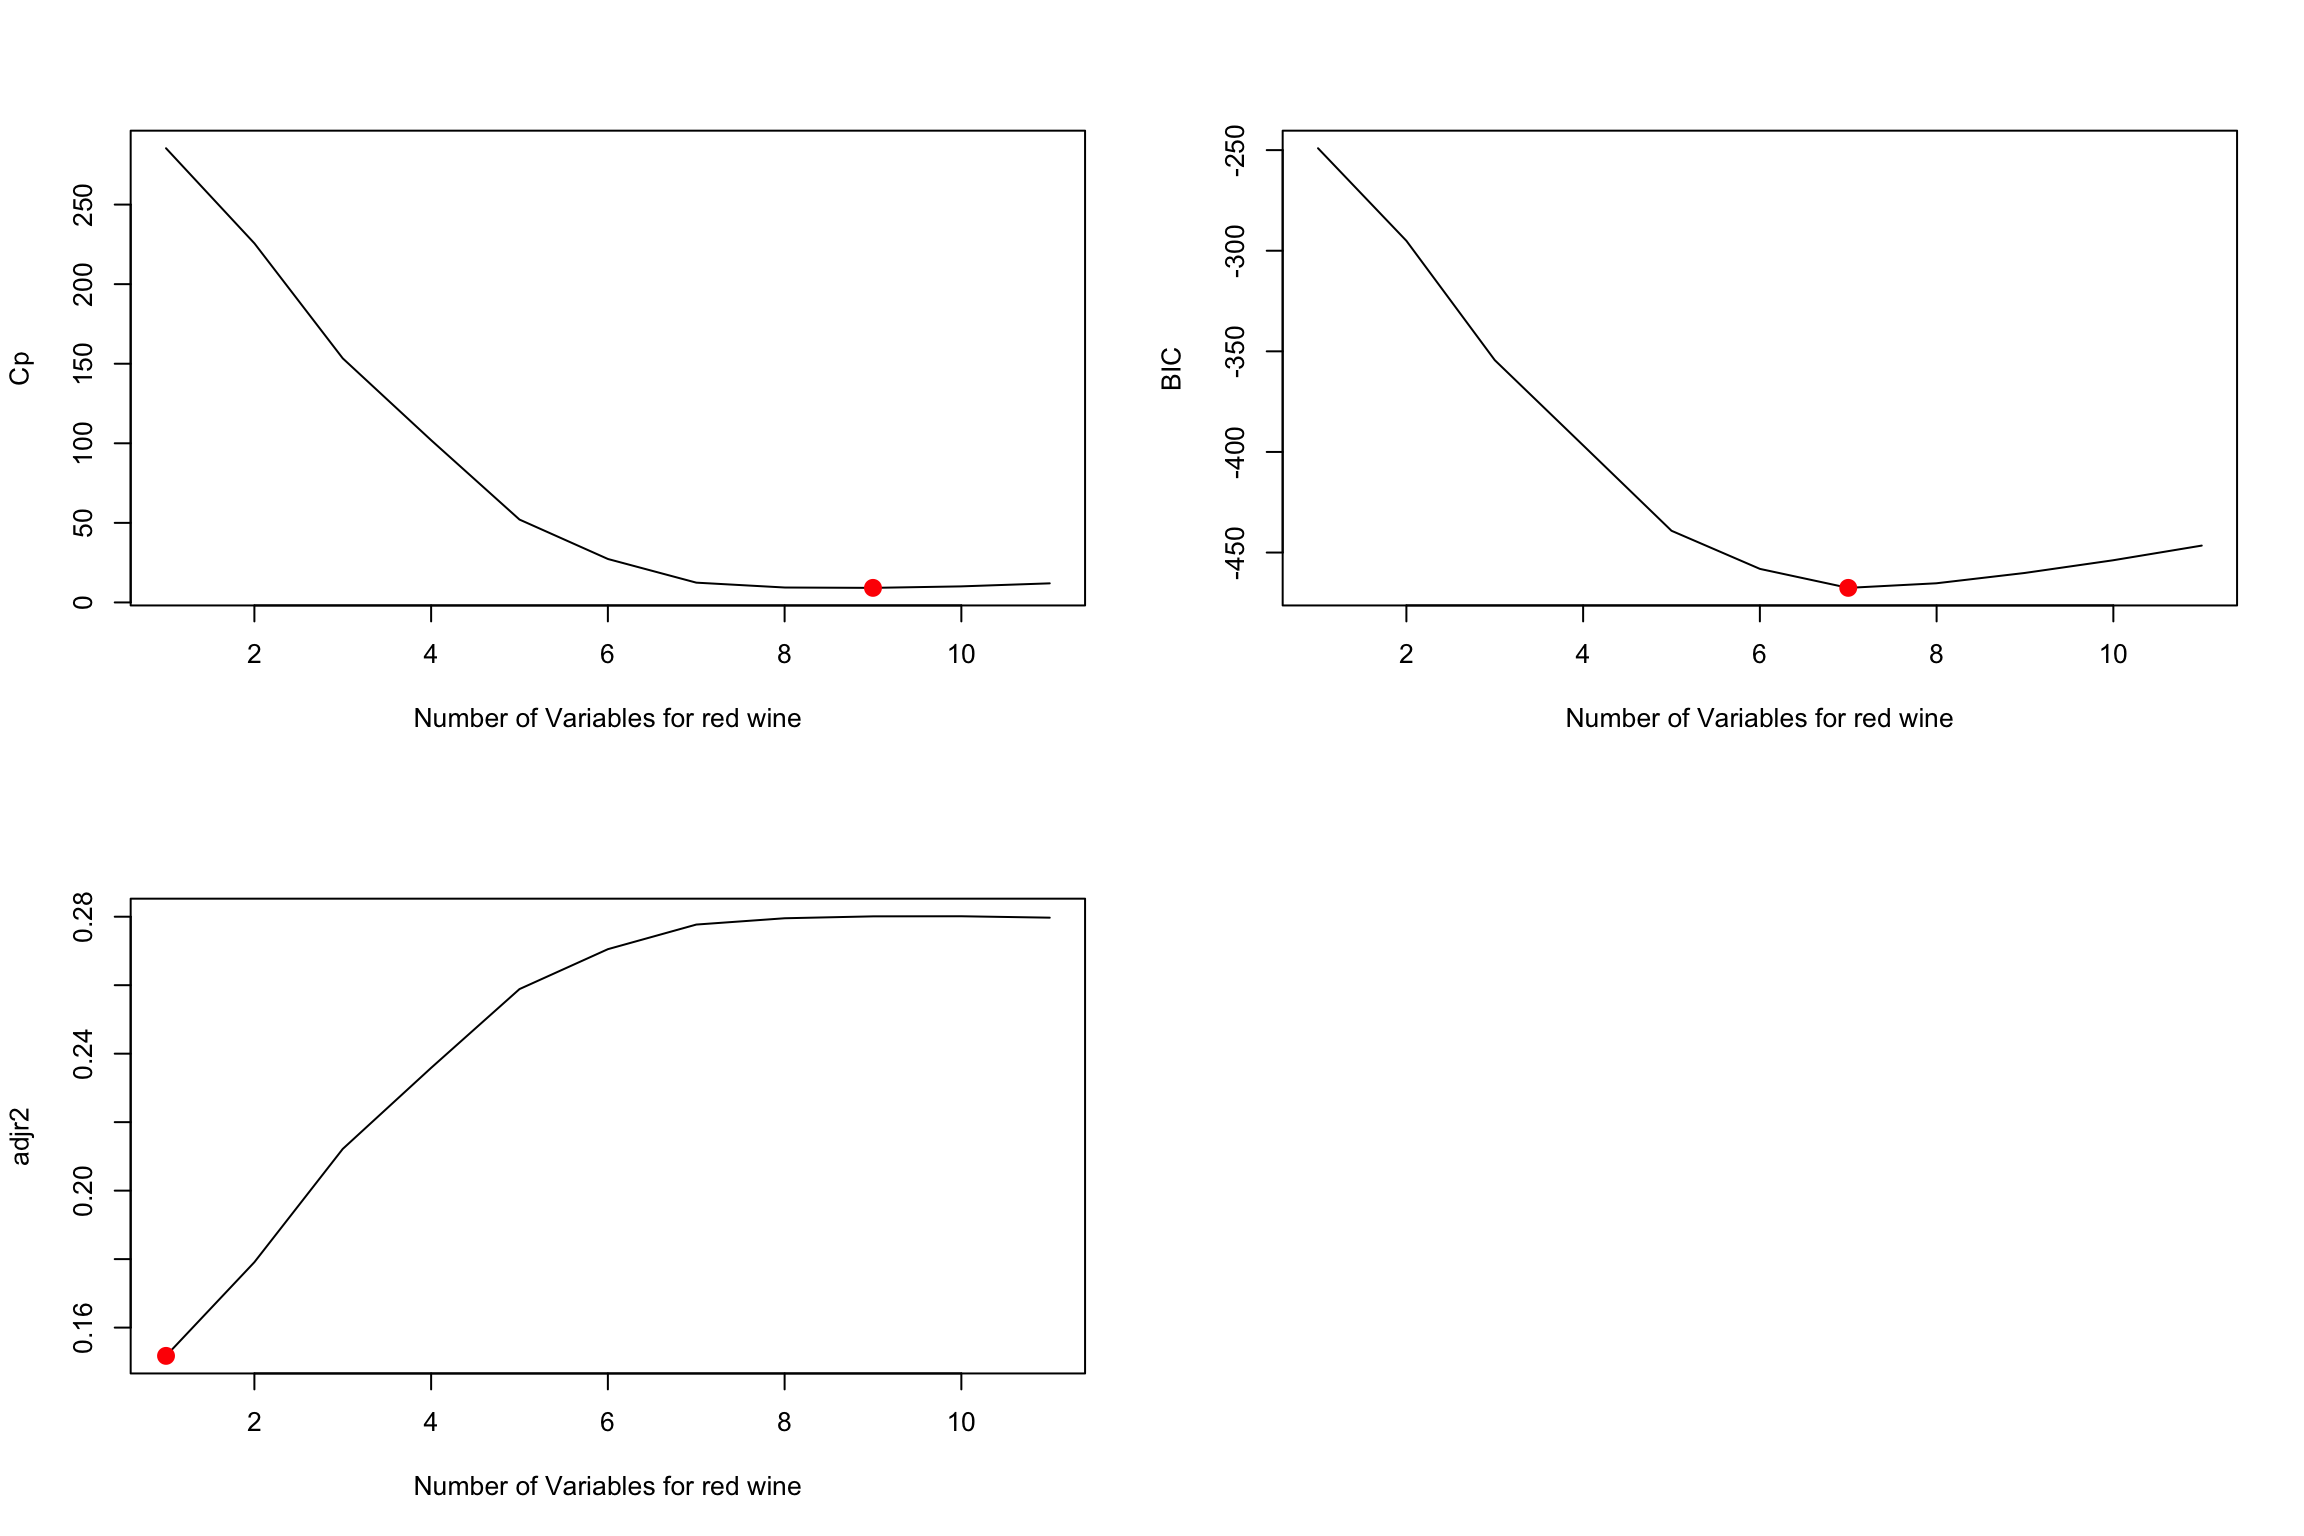 Cp
250
200
150
100
50
0
2 4 6 8 10
Number of Variables for red wine
BIC
-250
-300
-350
-400
-450
2 4 6 8 10
Number of Variables for red wine
adjr2
0.28
0.24
0.20
0.16
2 4 6 8 10
Number of Variables for red wine